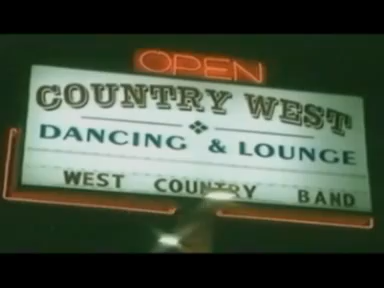 OPEN
COUNTRY WEST
DANCING & LOUNGE
WEST COUNTRY BAND